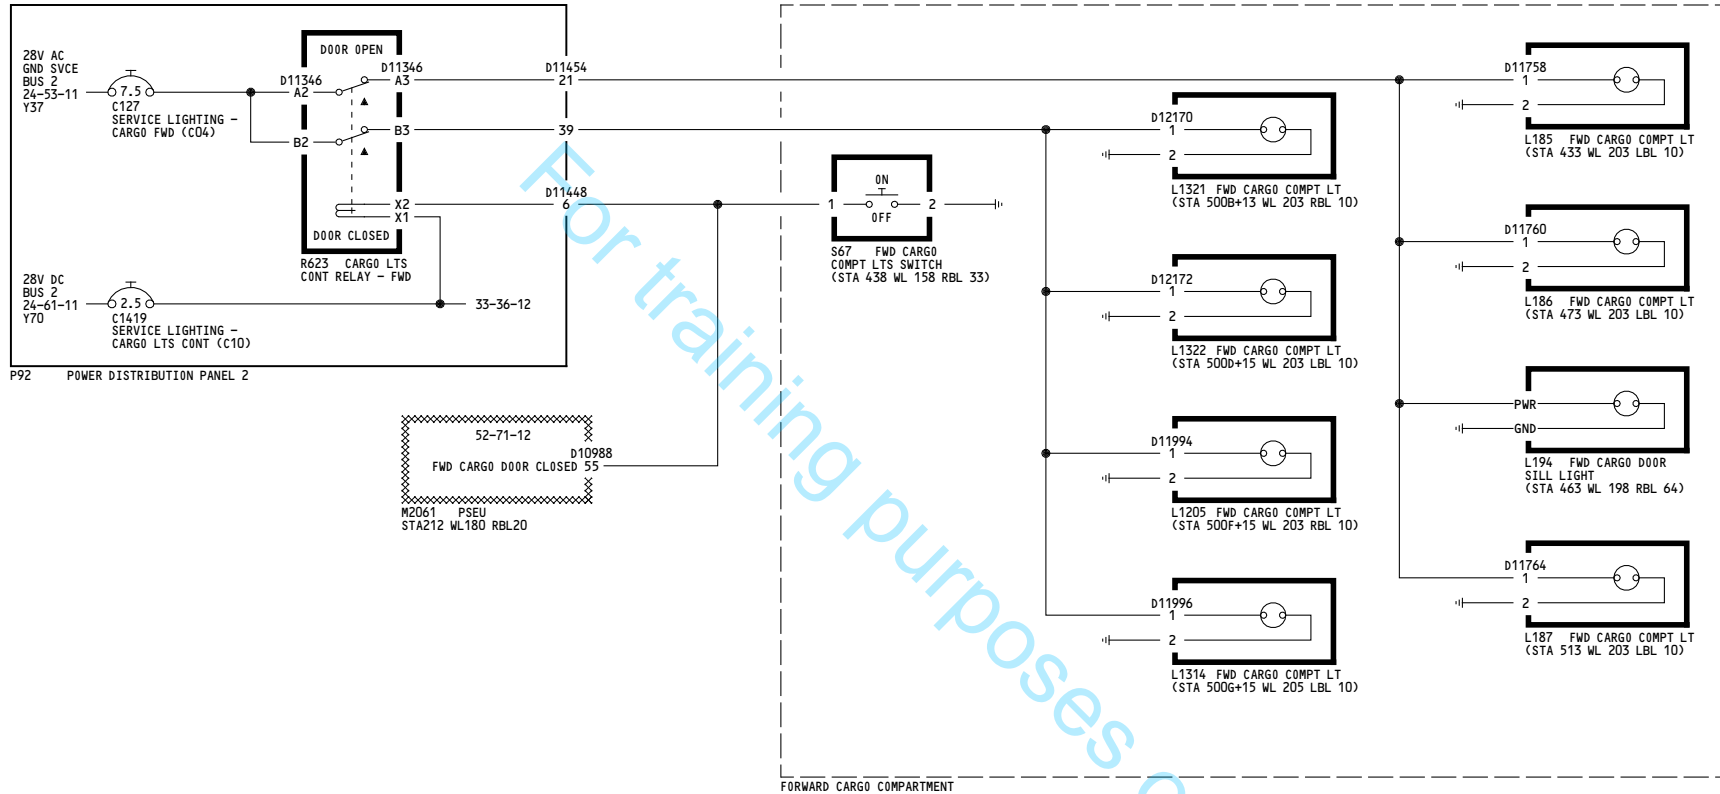 28V AC
GND SVCE
BUS 2
24-53-11
Y37
7.5
C127
SERVICE LIGHTING -
CARGO FWD (C04)
DOOR OPEN
D11346
A2
D11346
A3
B2
B3
X2
X1
DOOR CLOSED
R623 CARGO LTS
CONT RELAY - FWD
D11454
21
39
D11448
6
28V DC
BUS 2
24-61-11
Y70
2.5
C1419
SERVICE LIGHTING -
CARGO LTS CONT (C10)
33-36-12
P92 POWER DISTRIBUTION PANEL 2
52-71-12
D10988
FWD CARGO DOOR CLOSED 55
M2061 PSEU
STA212 WL180 RBL20
ON
1
2
OFF
S67 FWD CARGO
COMPT LTS SWITCH
(STA 438 WL 158 RBL 33)
D12170
1
2
L1321 FWD CARGO COMPT LT
(STA 500B+13 WL 203 RBL 10)
D12172
1
2
L1322 FWD CARGO COMPT LT
(STA 500D+15 WL 203 RBL 10)
D11994
1
2
L1205 FWD CARGO COMPT LT
(STA 500F+15 WL 203 RBL 10)
D11996
1
2
L1314 FWD CARGO COMPT LT
(STA 500G+15 WL 205 LBL 10)
D11758
1
2
L185 FWD CARGO COMPT LT
(STA 433 WL 203 LBL 10)
D11760
1
2
L186 FWD CARGO COMPT LT
(STA 473 WL 203 LBL 10)
PWR
GND
L194 FWD CARGO DOOR
SILL LIGHT
(STA 463 WL 198 RBL 64)
D11764
1
2
L187 FWD CARGO COMPT LT
(STA 513 WL 203 LBL 10)
FORWARD CARGO COMPARTMENT
For training purposes